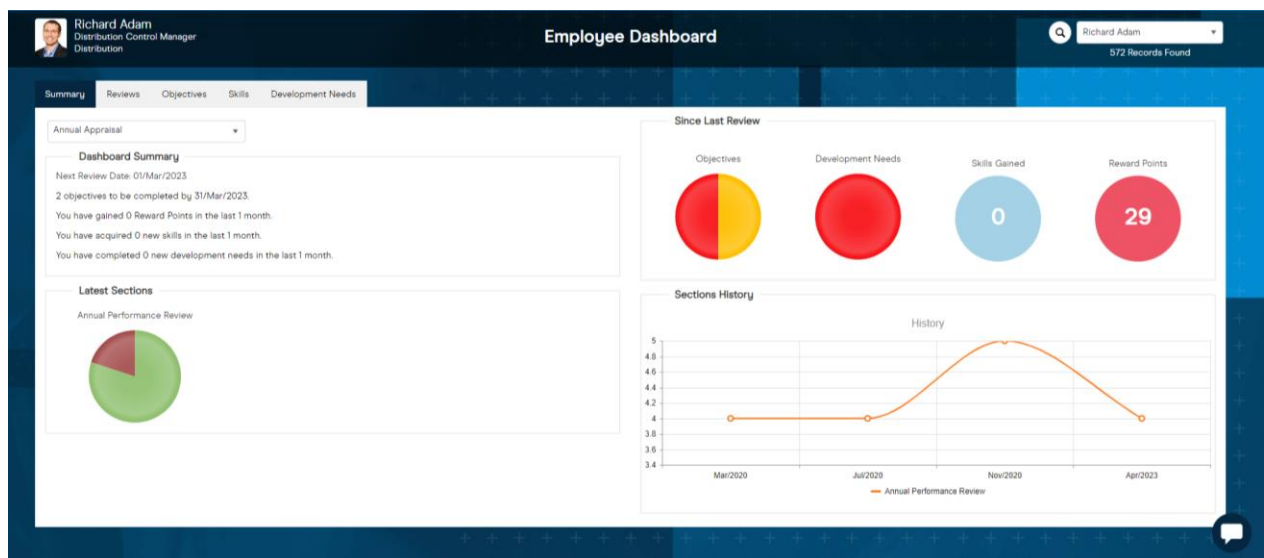 Richard Adam
Distribution Control Manager
Distribution
Employee Dashboard
Richard Adam
572 Records Found
Summary Reviews Objectives Skills Development Needs
Annual Appraisal
Dashboard Summary
Next Review Date: 01/Mar/2023
2 objectives to be completed by 31/Mar/2023.
You have gained 0 Reward Points in the last 1 month.
You have acquired 0 new skills in the last 1 month.
You have completed 0 new development needs in the last 1 month.
Latest Sections
Annual Performance Review
Since Last Review
Objectives Development Needs Skills Gained Reward Points
0 29
Sections History
History
5
4.8
4.6
4.4
4.2
4
3.8
3.6
3.4
Mar/2020 Jul/2020 Nov/2020 Apr/2023
Annual Performance Review